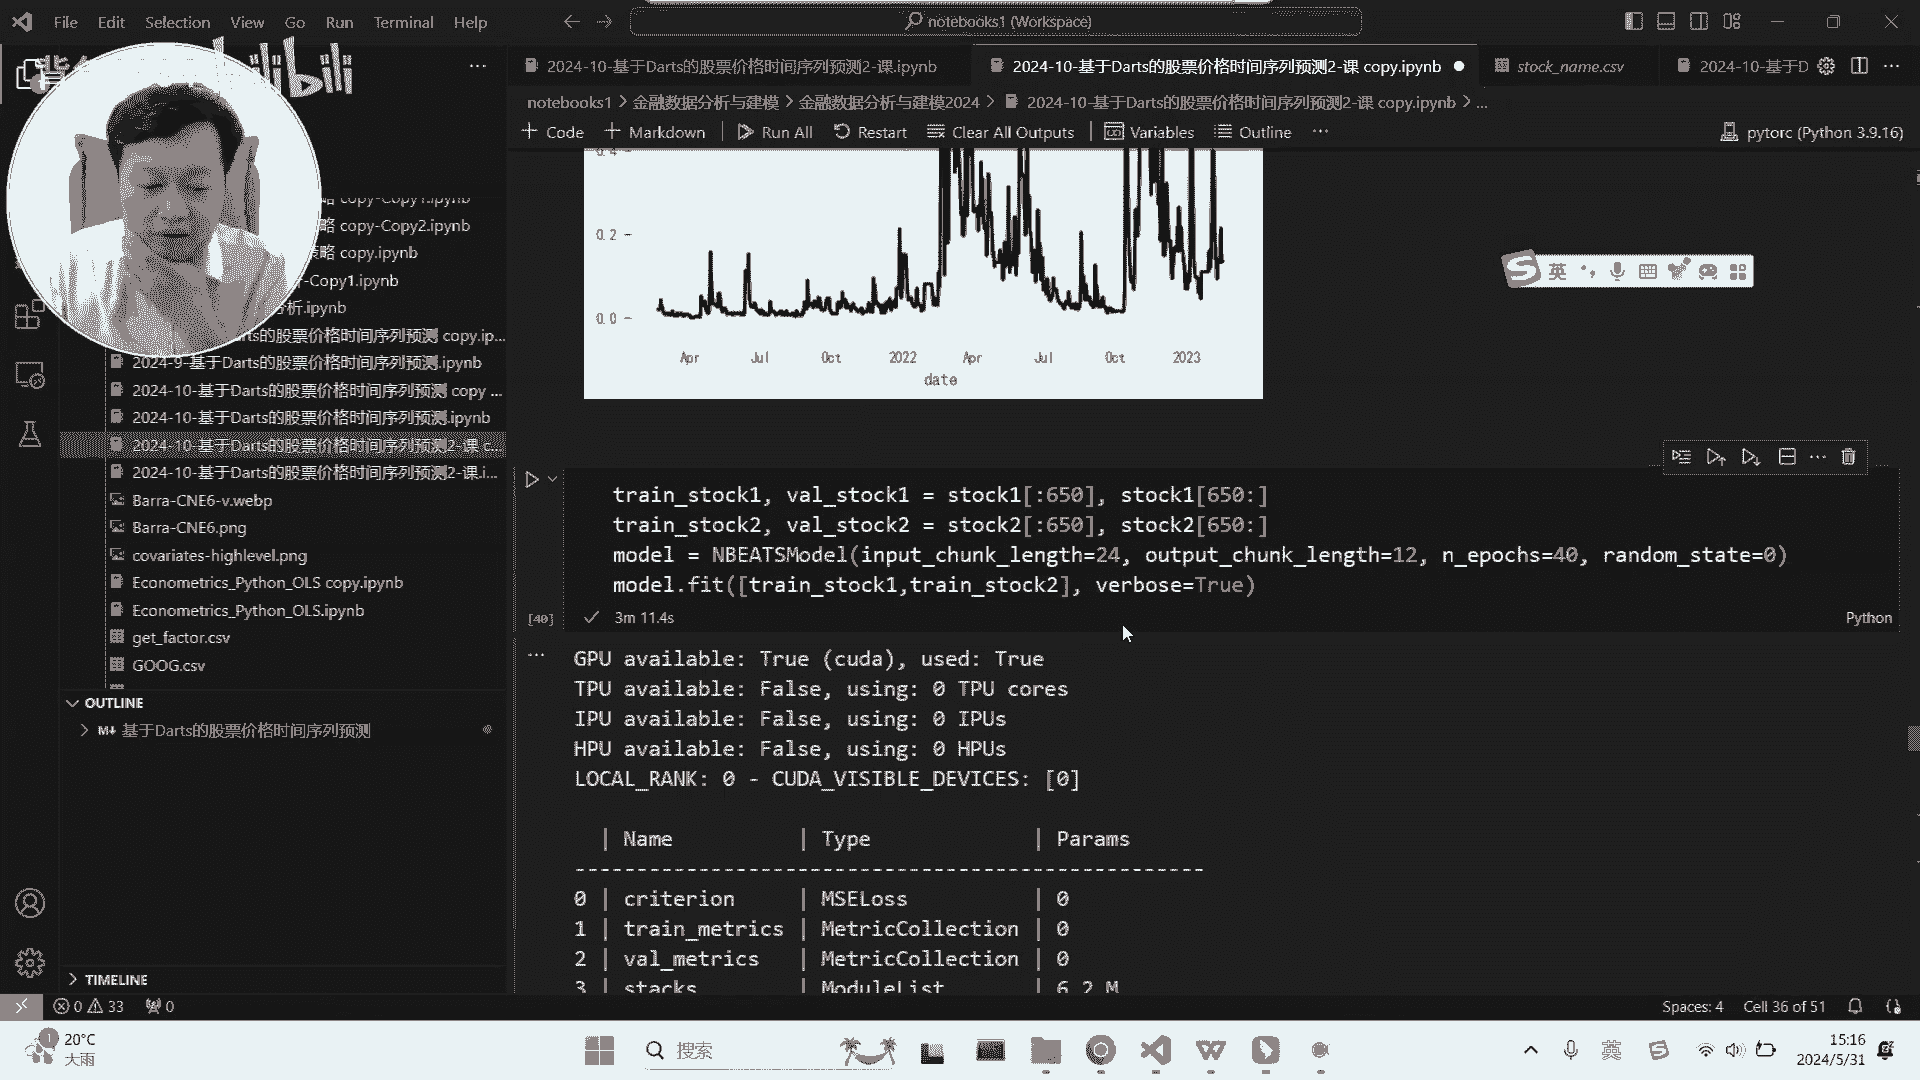 File Edit Selection View Go Run Terminal Help
notebooks1 (Workspace)
bilibili
2024-10-基于Darts的股票价格时间序列预测2-课.ipynb
2024-10-基于Darts的股票价格时间序列预测2-课 copy.ipynb
stock_name.csv
2024-10-基于D
notebooks1 > 金融数据分析与建模 > 金融数据分析与建模2024 > 2024-10-基于Darts的股票价格时间序列预测2-课 copy.ipynb > ...
+ Code + Markdown | Run All Restart Clear All Outputs | Variables Outline ...
pytorc (Python 3.9.16)
略 copy-Copy1.ipynb
略 copy-Copy2.ipynb
策略 copy.ipynb
-Copy1.ipynb
分析.ipynb
rts的股票价格时间序列预测 copy.ip...
2024-9-基于Darts的股票价格时间序列预测.ipynb
2024-10-基于Darts的股票价格时间序列预测 copy ...
2024-10-基于Darts的股票价格时间序列预测.ipynb
2024-10-基于Darts的股票价格时间序列预测2-课 c...
2024-10-基于Darts的股票价格时间序列预测2-课.i...
Barra-CNE6-v.webp
Barra-CNE6.png
covariates-highlevel.png
Econometrics_Python_OLS copy.ipynb
Econometrics_Python_OLS.ipynb
get_factor.csv
GOOG.csv
OUTLINE
M↓ 基于Darts的股票价格时间序列预测
TIMELINE
0.4
0.2
0.0
Apr Jul Oct 2022 Apr Jul Oct 2023
date
英
train_stock1, val_stock1 = stock1[:650], stock1[650:]
train_stock2, val_stock2 = stock2[:650], stock2[650:]
model = NBEATSModel(input_chunk_length=24, output_chunk_length=12, n_epochs=40, random_state=0)
model.fit([train_stock1,train_stock2], verbose=True)
[40] 3m 11.4s
Python
GPU available: True (cuda), used: True
TPU available: False, using: 0 TPU cores
IPU available: False, using: 0 IPUs
HPU available: False, using: 0 HPUs
LOCAL_RANK: 0 - CUDA_VISIBLE_DEVICES: [0]
| Name | Type | Params
------------------------------------------------
0 | criterion | MSELoss | 0
1 | train_metrics | MetricCollection | 0
2 | val_metrics | MetricCollection | 0
3 | stacks | ModuleList | 6.2 M
0 33 0
Spaces: 4 Cell 36 of 51
20°C
大雨
搜索
英
15:16
2024/5/31